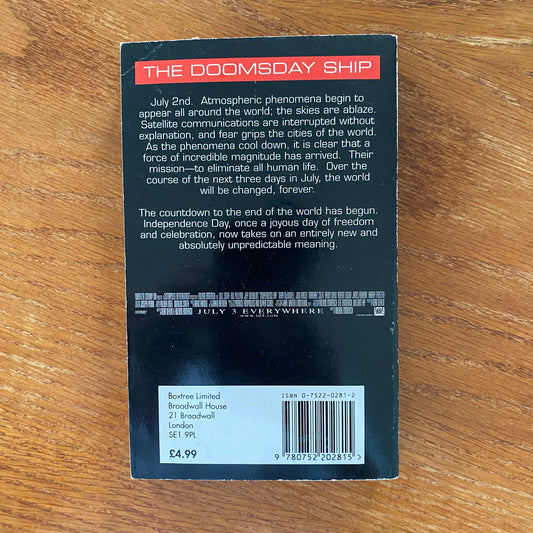 THE DOOMSDAY SHIP
July 2nd. Atmospheric phenomena begin to
appear all around the world; the skies are ablaze.
Satellite communications are interrupted without
explanation, and fear grips the cities of the world.
As the phenomena cool down, it is clear that a
force of incredible magnitude has arrived. Their
mission—to eliminate all human life. Over the
course of the next three days in July, the world
will be changed, forever.
The countdown to the end of the world has begun.
Independence Day, once a joyous day of freedom
and celebration, now takes on an entirely new and
absolutely unpredictable meaning.
JULY 3 EVERYWHERE
www.id4.com
Boxtree Limited
Broadwall House
21 Broadwall
London
SE1 9PL
£4.99
ISBN 0-7522-0281-2
9 780752 202815 >